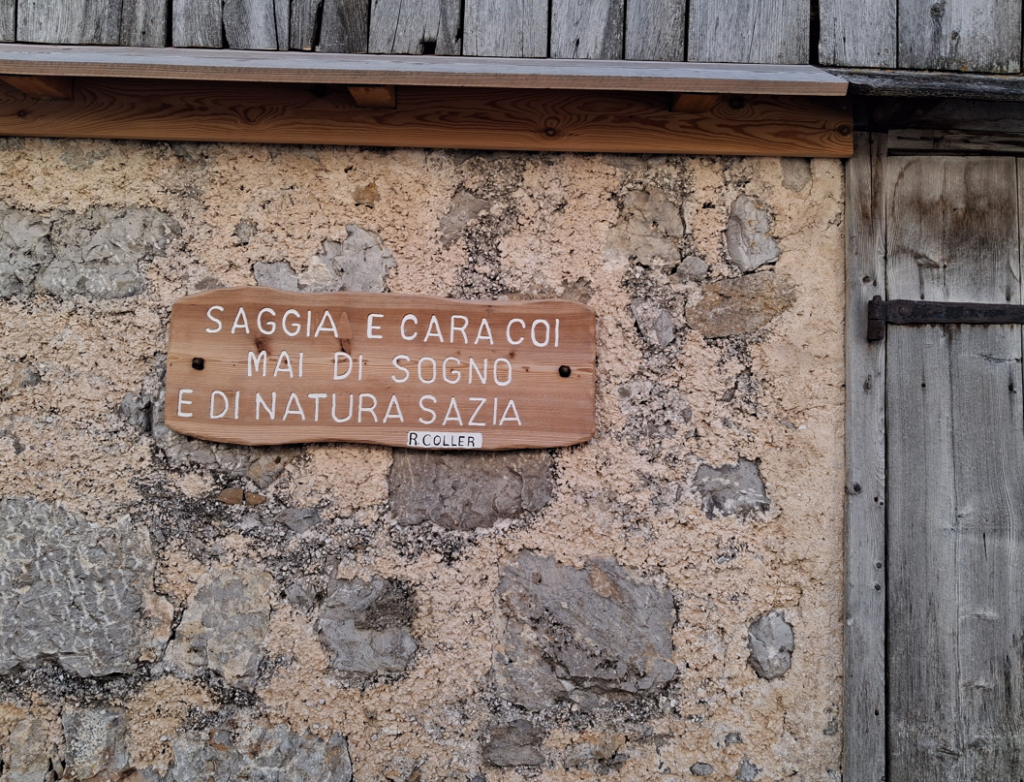 SAGGIA E CARA COI
MAI DI SOGNO
E DI NATURA SAZIA
R COLLER